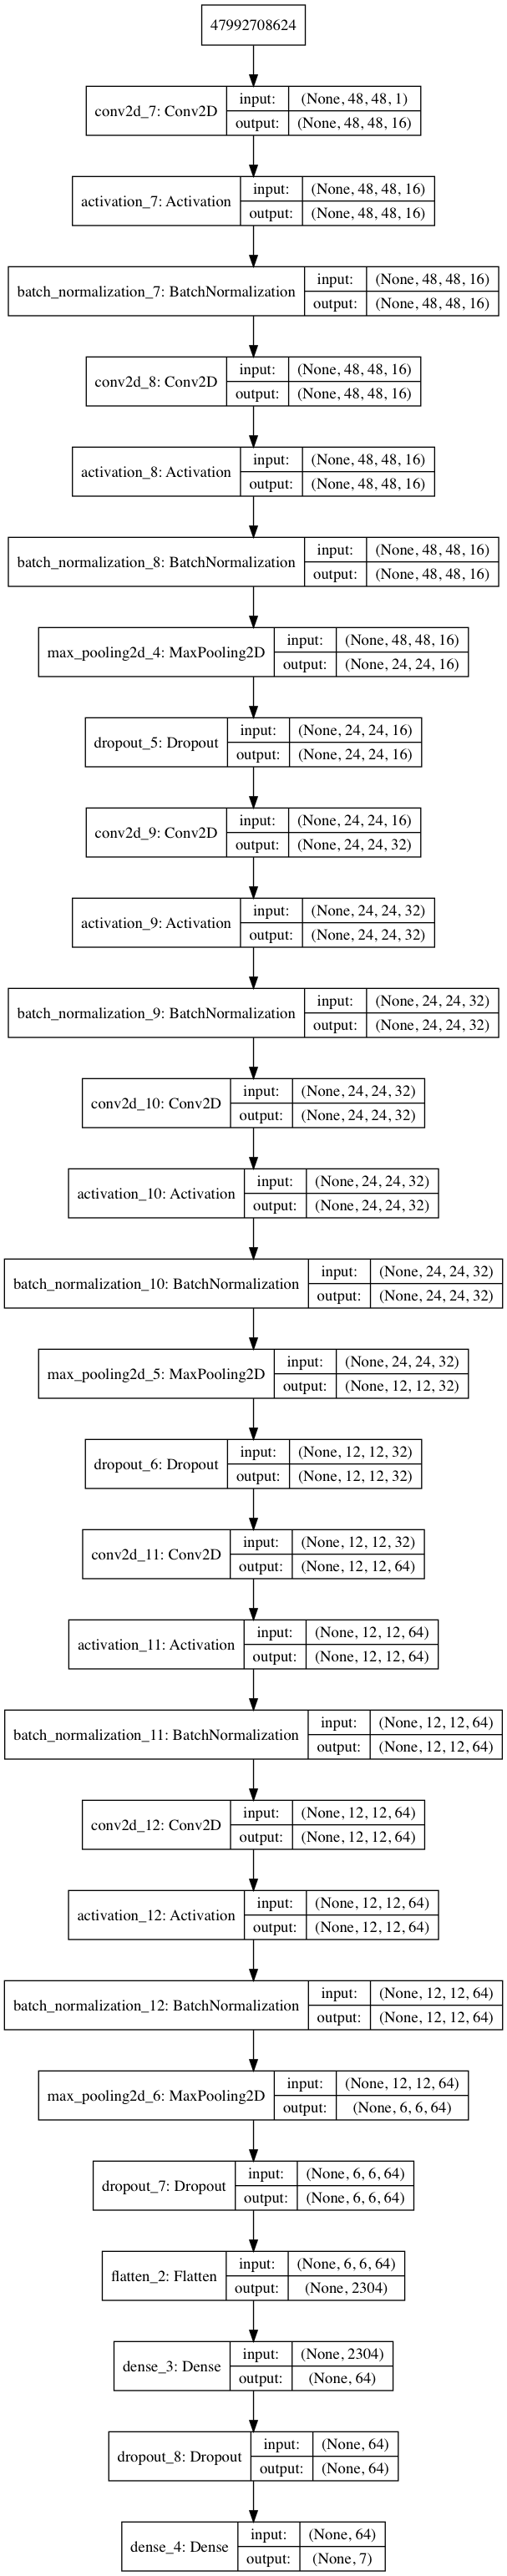 47992708624
conv2d_7: Conv2D
input: (None, 48, 48, 1)
output: (None, 48, 48, 16)
activation_7: Activation
input: (None, 48, 48, 16)
output: (None, 48, 48, 16)
batch_normalization_7: BatchNormalization
input: (None, 48, 48, 16)
output: (None, 48, 48, 16)
conv2d_8: Conv2D
input: (None, 48, 48, 16)
output: (None, 48, 48, 16)
activation_8: Activation
input: (None, 48, 48, 16)
output: (None, 48, 48, 16)
batch_normalization_8: BatchNormalization
input: (None, 48, 48, 16)
output: (None, 48, 48, 16)
max_pooling2d_4: MaxPooling2D
input: (None, 48, 48, 16)
output: (None, 24, 24, 16)
dropout_5: Dropout
input: (None, 24, 24, 16)
output: (None, 24, 24, 16)
conv2d_9: Conv2D
input: (None, 24, 24, 16)
output: (None, 24, 24, 32)
activation_9: Activation
input: (None, 24, 24, 32)
output: (None, 24, 24, 32)
batch_normalization_9: BatchNormalization
input: (None, 24, 24, 32)
output: (None, 24, 24, 32)
conv2d_10: Conv2D
input: (None, 24, 24, 32)
output: (None, 24, 24, 32)
activation_10: Activation
input: (None, 24, 24, 32)
output: (None, 24, 24, 32)
batch_normalization_10: BatchNormalization
input: (None, 24, 24, 32)
output: (None, 24, 24, 32)
max_pooling2d_5: MaxPooling2D
input: (None, 24, 24, 32)
output: (None, 12, 12, 32)
dropout_6: Dropout
input: (None, 12, 12, 32)
output: (None, 12, 12, 32)
conv2d_11: Conv2D
input: (None, 12, 12, 32)
output: (None, 12, 12, 64)
activation_11: Activation
input: (None, 12, 12, 64)
output: (None, 12, 12, 64)
batch_normalization_11: BatchNormalization
input: (None, 12, 12, 64)
output: (None, 12, 12, 64)
conv2d_12: Conv2D
input: (None, 12, 12, 64)
output: (None, 12, 12, 64)
activation_12: Activation
input: (None, 12, 12, 64)
output: (None, 12, 12, 64)
batch_normalization_12: BatchNormalization
input: (None, 12, 12, 64)
output: (None, 12, 12, 64)
max_pooling2d_6: MaxPooling2D
input: (None, 12, 12, 64)
output: (None, 6, 6, 64)
dropout_7: Dropout
input: (None, 6, 6, 64)
output: (None, 6, 6, 64)
flatten_2: Flatten
input: (None, 6, 6, 64)
output: (None, 2304)
dense_3: Dense
input: (None, 2304)
output: (None, 64)
dropout_8: Dropout
input: (None, 64)
output: (None, 64)
dense_4: Dense
input: (None, 64)
output: (None, 7)